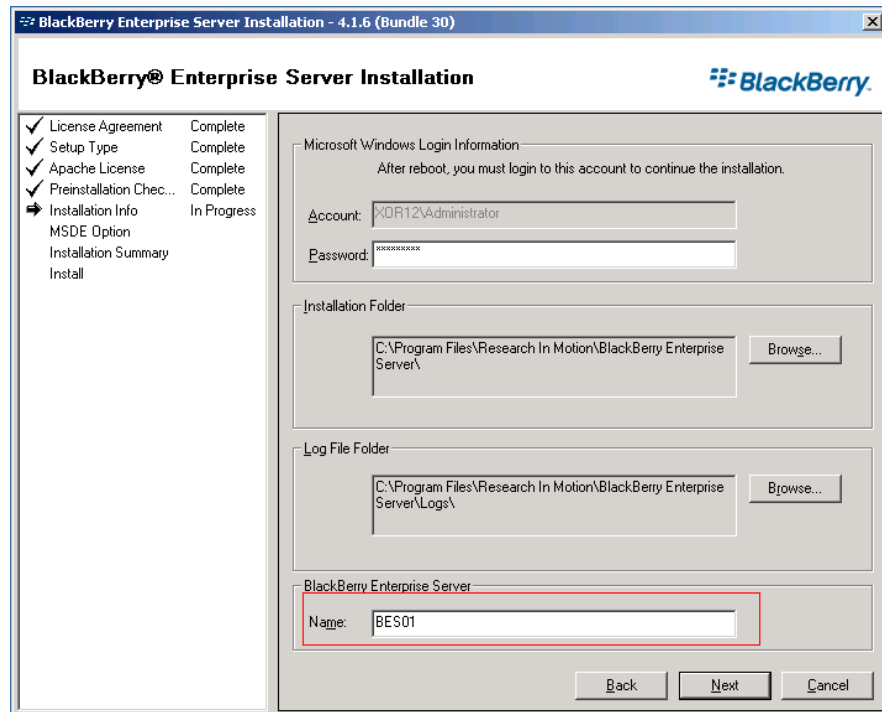 BlackBerry Enterprise Server Installation - 4.1.6 (Bundle 30)
BlackBerry® Enterprise Server Installation
BlackBerry.
License Agreement Complete
Setup Type Complete
Apache License Complete
Preinstallation Chec... Complete
Installation Info In Progress
MSDE Option
Installation Summary
Install
Microsoft Windows Login Information
After reboot, you must login to this account to continue the installation.
Account: XOR12\Administrator
Password: *********
Installation Folder
C:\Program Files\Research In Motion\BlackBerry Enterprise
Server\
Browse...
Log File Folder
C:\Program Files\Research In Motion\BlackBerry Enterprise
Server\Logs\
Browse...
BlackBerry Enterprise Server
Name: BES01
Back Next Cancel